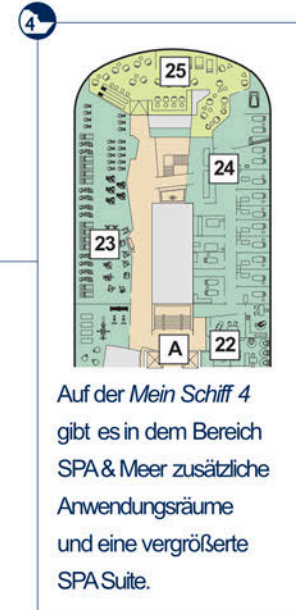 4
25
24
23
A
22
Auf der Mein Schiff 4
gibt es in dem Bereich
SPA & Meer zusätzliche
Anwendungsräume
und eine vergrößerte
SPA Suite.